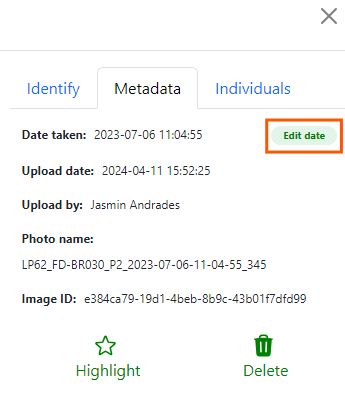 Identify Metadata Individuals
Date taken: 2023-07-06 11:04:55 Edit date
Upload date: 2024-04-11 15:52:25
Upload by: Jasmin Andrades
Photo name:
LP62_FD-BR030_P2_2023-07-06-11-04-55_345
Image ID: e384ca79-19d1-4beb-8b9c-43b01f7dfd99
Highlight Delete